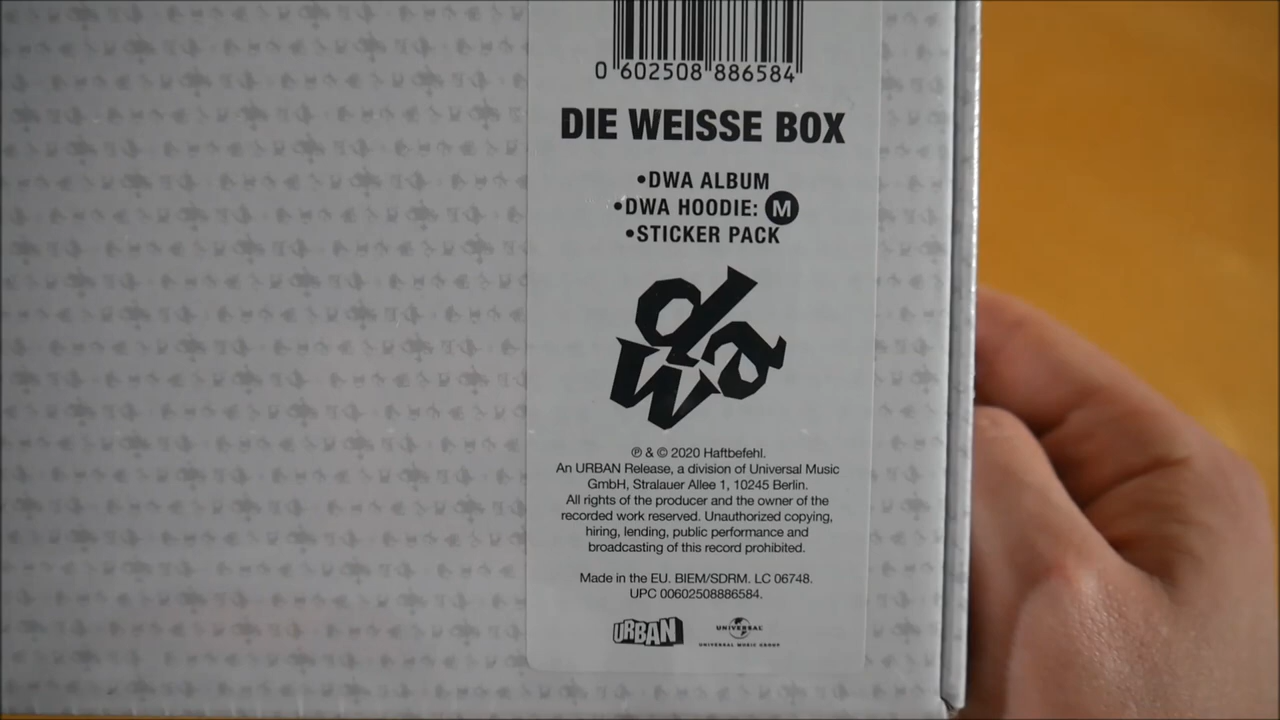 0 602508 886584
DIE WEISSE BOX
•DWA ALBUM
•DWA HOODIE: M
•STICKER PACK
dwa
℗ & © 2020 Haftbefehl.
An URBAN Release, a division of Universal Music
GmbH, Stralauer Allee 1, 10245 Berlin.
All rights of the producer and the owner of the
recorded work reserved. Unauthorized copying,
hiring, lending, public performance and
broadcasting of this record prohibited.
Made in the EU. BIEM/SDRM. LC 06748.
UPC 00602508886584.
URBAN
UNIVERSAL
UNIVERSAL MUSIC GROUP